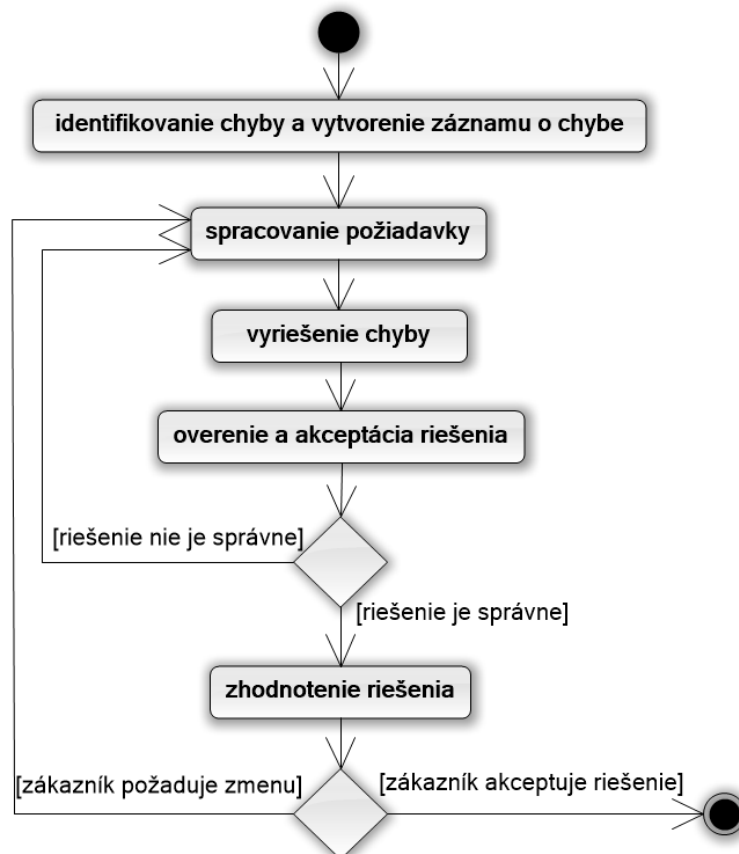 identifikovanie chyby a vytvorenie záznamu o chybe
spracovanie požiadavky
vyriešenie chyby
overenie a akceptácia riešenia
[riešenie nie je správne]
[riešenie je správne]
zhodnotenie riešenia
[zákazník požaduje zmenu]
[zákazník akceptuje riešenie]